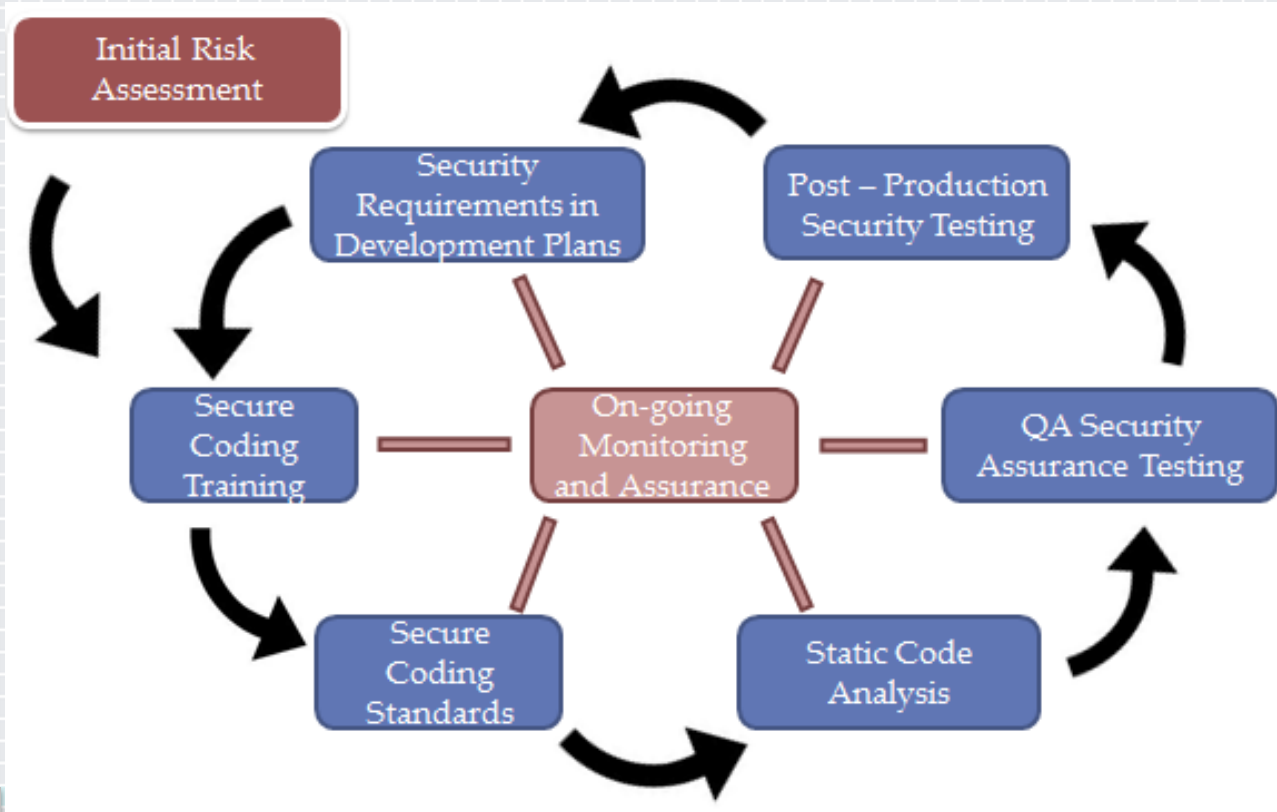 Initial Risk
Assessment
Security
Requirements in
Development Plans
Post – Production
Security Testing
Secure
Coding
Training
On-going
Monitoring
and Assurance
QA Security
Assurance Testing
Secure
Coding
Standards
Static Code
Analysis